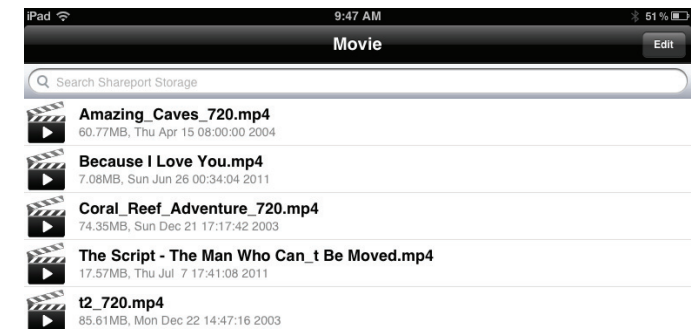 iPad 9:47 AM 51 %
Movie Edit
Search Shareport Storage
Amazing_Caves_720.mp4
60.77MB, Thu Apr 15 08:00:00 2004
Because I Love You.mp4
7.08MB, Sun Jun 26 00:34:04 2011
Coral_Reef_Adventure_720.mp4
74.35MB, Sun Dec 21 17:17:42 2003
The Script - The Man Who Can_t Be Moved.mp4
17.57MB, Thu Jul 7 17:41:08 2011
t2_720.mp4
85.61MB, Mon Dec 22 14:47:16 2003